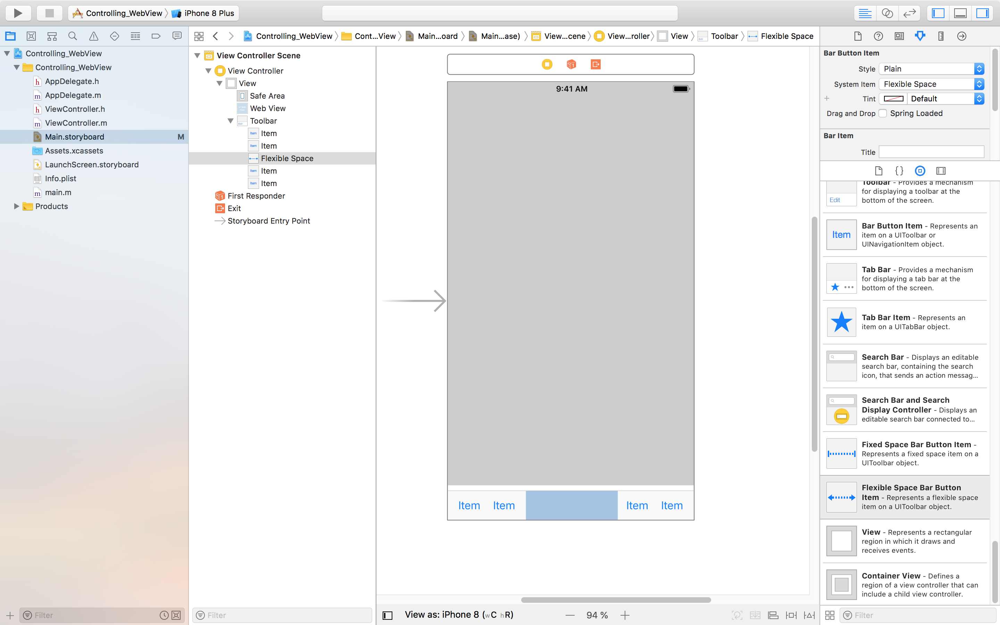 Controlling_WebView
iPhone 8 Plus
Controlling_WebView
Cont...View
Main...oard
Main...ase)
View...cene
View...roller
View
Toolbar
Flexible Space
Controlling_WebView
Controlling_WebView
h AppDelegate.h
m AppDelegate.m
h ViewController.h
m ViewController.m
Main.storyboard M
Assets.xcassets
LaunchScreen.storyboard
Info.plist
m main.m
Products
Filter
View Controller Scene
View Controller
View
Safe Area
Web View
Toolbar
Item Item
Item Item
Flexible Space
Item Item
Item Item
First Responder
Exit
Storyboard Entry Point
Filter
9:41 AM
Item Item Item Item
View as: iPhone 8 (wC hR)
94 %
Bar Button Item
Style Plain
System Item Flexible Space
Tint Default
Drag and Drop Spring Loaded
Bar Item
Title
Toolbar - Provides a mechanism
for displaying a toolbar at the
bottom of the screen.
Edit
Item
Bar Button Item - Represents an
item on a UIToolbar or
UINavigationItem object.
Tab Bar - Provides a mechanism
for displaying a tab bar at the
bottom of the screen.
Tab Bar Item - Represents an
item on a UITabBar object.
Search Bar - Displays an editable
search bar, containing the search
icon, that sends an action messag...
Search Bar and Search
Display Controller - Displays an
editable search bar connected to...
Fixed Space Bar Button Item -
Represents a fixed space item on a
UIToolbar object.
Flexible Space Bar Button
Item - Represents a flexible space
item on a UIToolbar object.
View - Represents a rectangular
region in which it draws and
receives events.
Container View - Defines a
region of a view controller that can
include a child view controller.
Filter